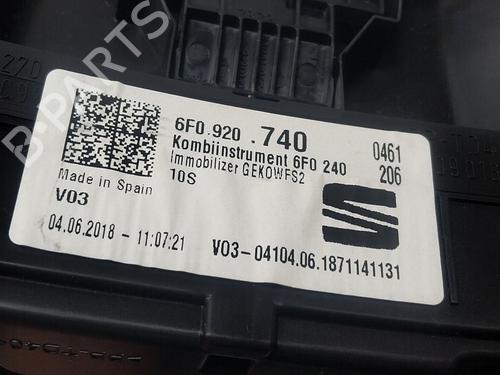 6F0.920 .740
Kombiinstrument 6F0 240 0461
Immobilizer GEKOWFS2 206
10S
Made in Spain
V03
04.06.2018 - 11:07:21 V03-04104.06.1871141131
B-PARTS
270